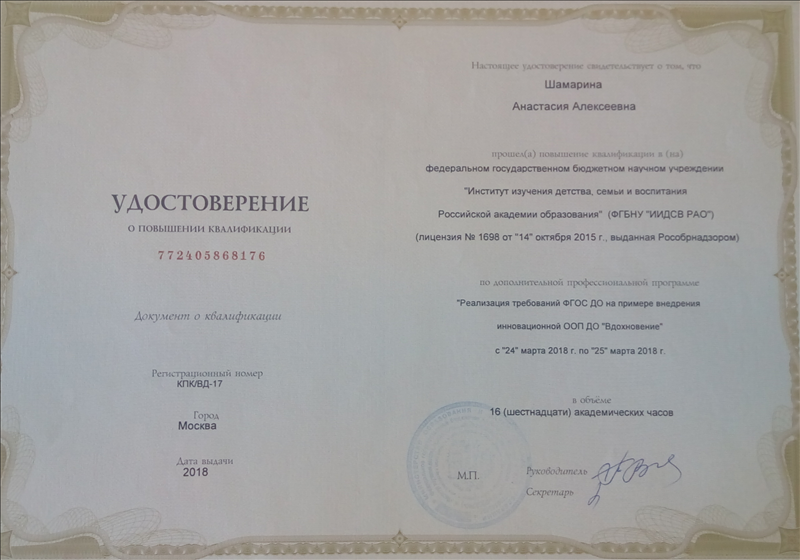 УДОСТОВЕРЕНИЕ
О ПОВЫШЕНИИ КВАЛИФИКАЦИИ
772405868176
Документ о квалификации
Регистрационный номер
КПК/ВД-17
Город
Москва
Дата выдачи
2018
Настоящее удостоверение свидетельствует о том, что
Шамарина
Анастасия Алексеевна
прошел(а) повышение квалификации в (на)
федеральном государственном бюджетном научном учреждении
"Институт изучения детства, семьи и воспитания
Российской академии образования" (ФГБНУ "ИИДСВ РАО")
(лицензия № 1698 от "14" октября 2015 г., выданная Рособрнадзором)
по дополнительной профессиональной программе
"Реализация требований ФГОС ДО на примере внедрения
инновационной ООП ДО "Вдохновение"
с "24" марта 2018 г. по "25" марта 2018 г.
в объёме
16 (шестнадцати) академических часов
М.П.
Руководитель
Секретарь